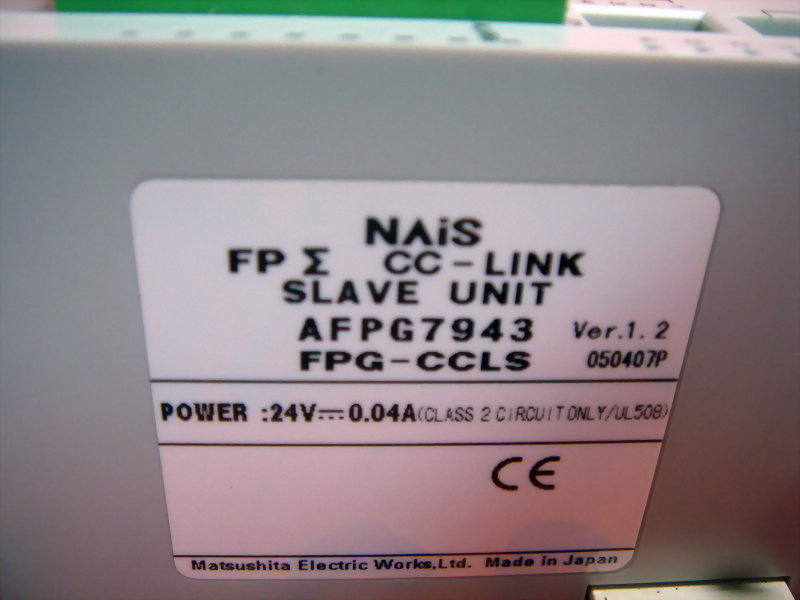 NAiS
FP Σ CC-LINK
SLAVE UNIT
AFPG7943 Ver.1.2
FPG-CCLS 050407P
POWER :24V⎓0.04A(CLASS 2 CIRCUIT ONLY/UL508)
CE
Matsushita Electric Works,Ltd. Made in Japan